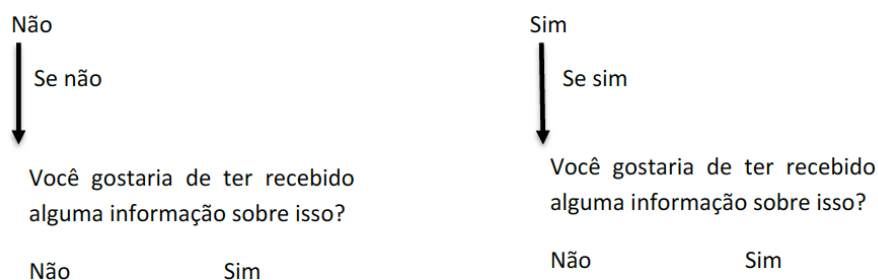 Não
Se não
Você gostaria de ter recebido
alguma informação sobre isso?
Não Sim
Sim
Se sim
Você gostaria de ter recebido
alguma informação sobre isso?
Não Sim